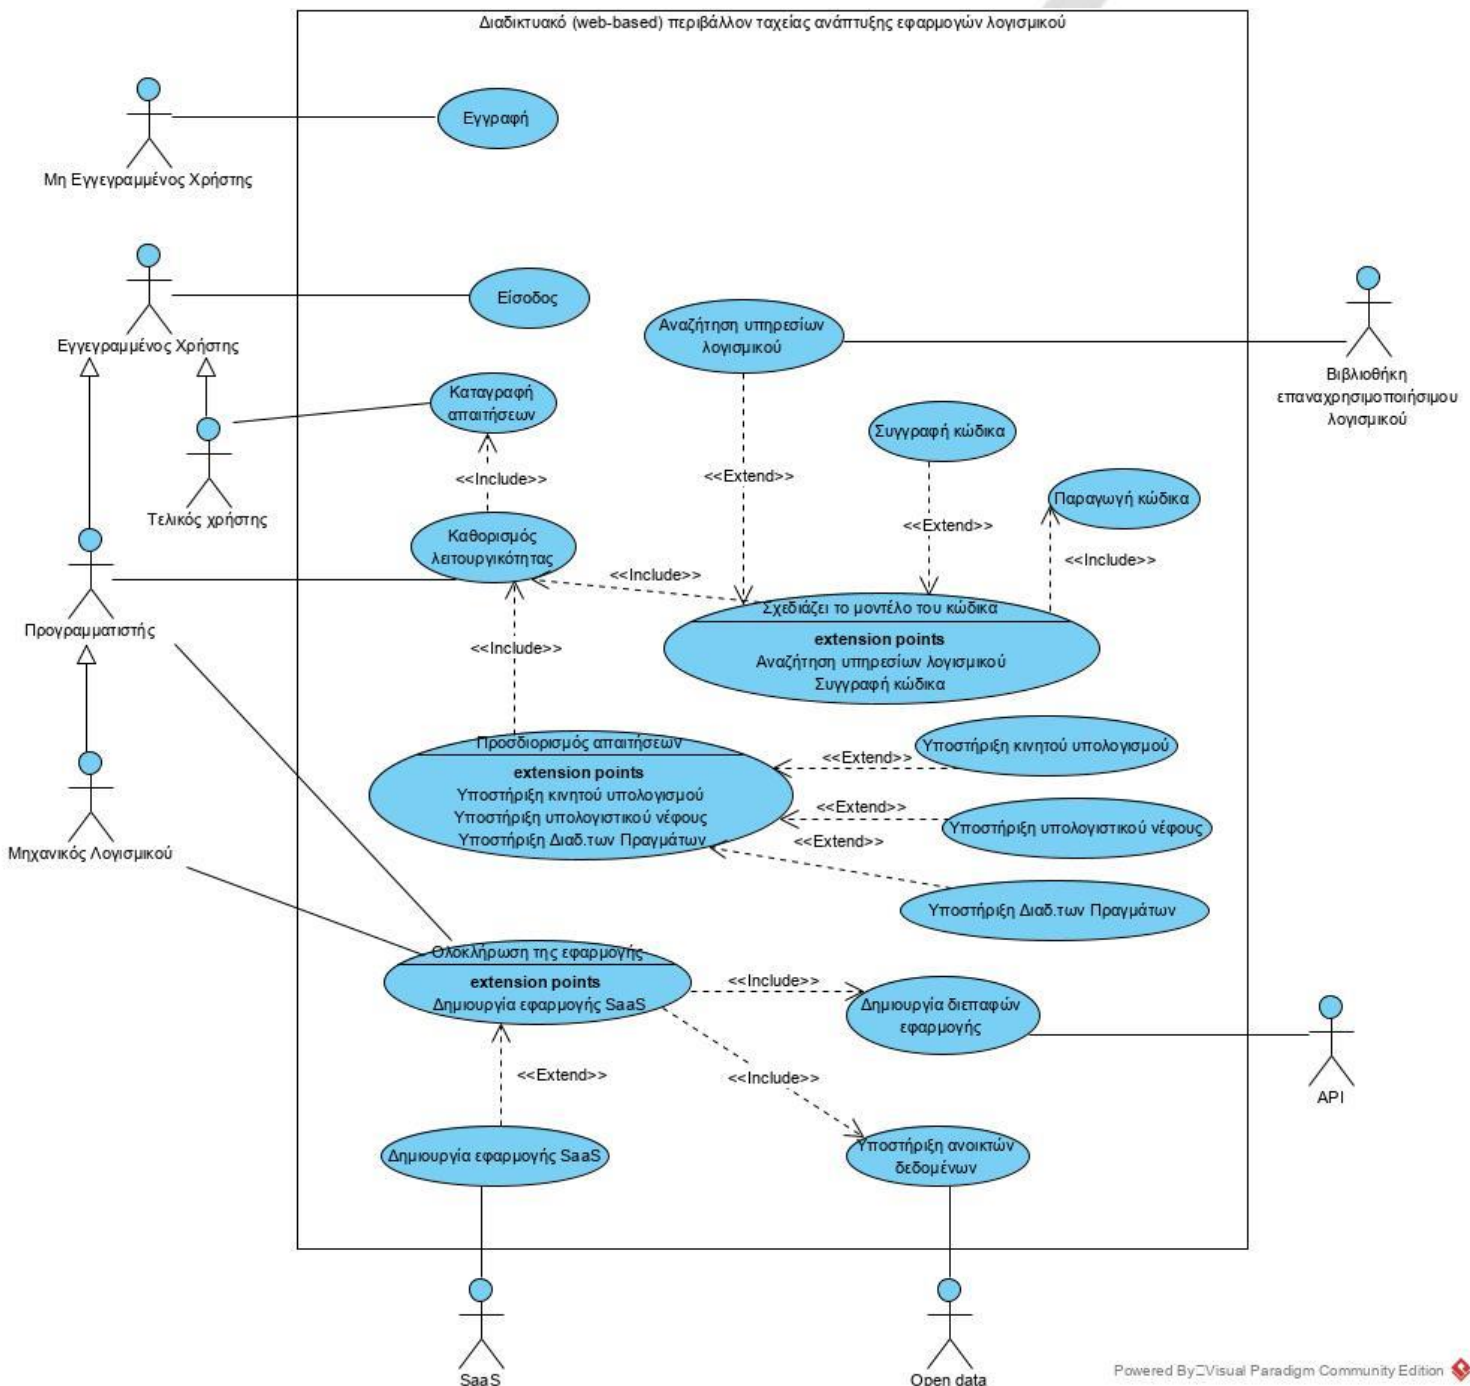 Διαδικτυακό (web-based) περιβάλλον ταχείας ανάπτυξης εφαρμογών λογισμικού
Εγγραφή
Μη Εγγεγραμμένος Χρήστης
Είσοδος
Εγγεγραμμένος Χρήστης
Αναζήτηση υπηρεσίων
λογισμικού
Βιβλιοθήκη
επαναχρησιμοποιήσιμου
λογισμικού
Καταγραφή
απαιτήσεων
Συγγραφή κώδικα
<<Include>>
<<Extend>>
Παραγωγή κώδικα
Τελικός χρήστης
<<Extend>>
Καθορισμός
λειτουργικότητας
<<Include>>
<<Include>>
Σχεδιάζει το μοντέλο του κώδικα
extension points
Αναζήτηση υπηρεσίων λογισμικού
Συγγραφή κώδικα
Προγραμματιστής
<<Include>>
Προσδιορισμός απαιτήσεων
extension points
Υποστήριξη κινητού υπολογισμού
Υποστήριξη υπολογιστικού νέφους
Υποστήριξη Διαδ.των Πραγμάτων
<<Extend>>
Υποστήριξη κινητού υπολογισμού
<<Extend>>
Υποστήριξη υπολογιστικού νέφους
<<Extend>>
Υποστήριξη Διαδ.των Πραγμάτων
Μηχανικός Λογισμικού
Ολοκλήρωση της εφαρμογής
extension points
Δημιουργία εφαρμογής SaaS
<<Include>>
Δημιουργία διεπαφών
εφαρμογής
<<Extend>>
<<Include>>
API
Δημιουργία εφαρμογής SaaS
Υποστήριξη ανοικτών
δεδομένων
SaaS
Open data
Powered By Visual Paradigm Community Edition